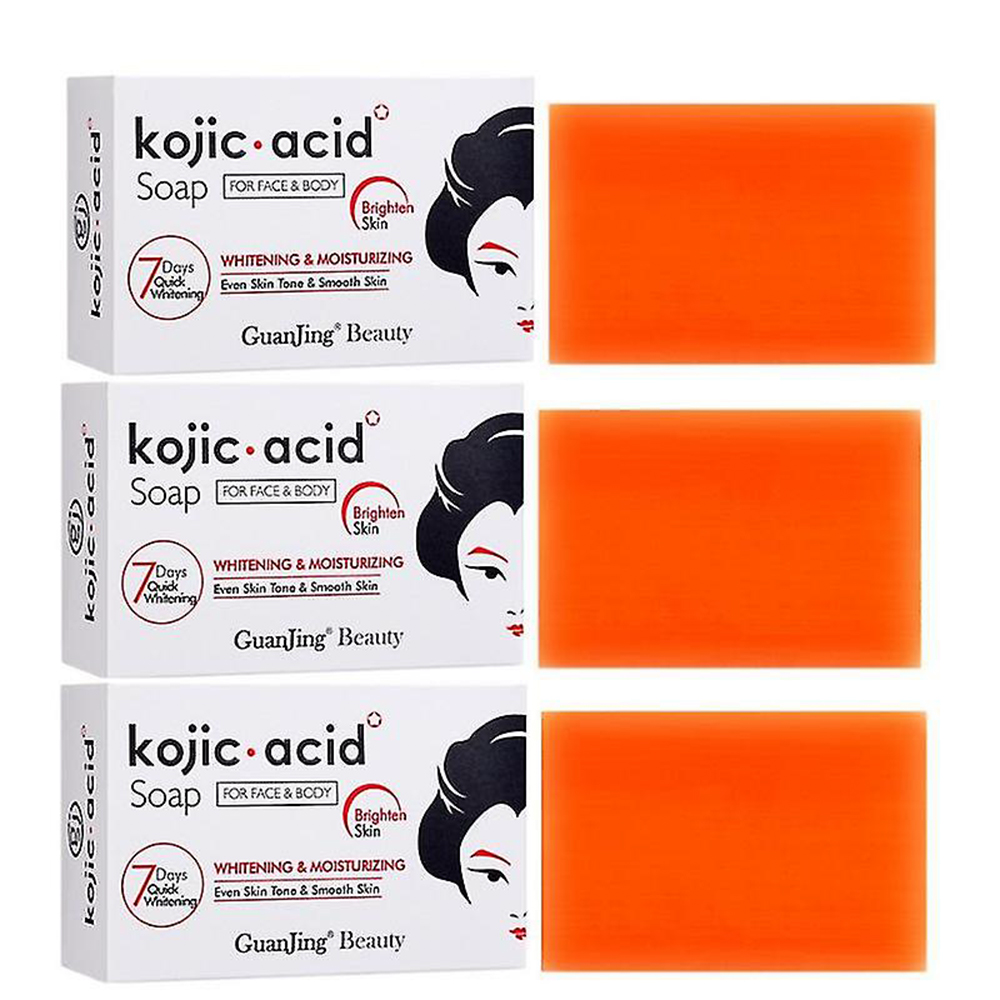 kojic·acid
Soap
FOR FACE & BODY
Brighten
Skin
7 Days
Quick
Whitening
WHITENING & MOISTURIZING
Even Skin Tone & Smooth Skin
GuanJing® Beauty
kojic·acid
kojic·acid
Soap
FOR FACE & BODY
Brighten
Skin
7 Days
Quick
Whitening
WHITENING & MOISTURIZING
Even Skin Tone & Smooth Skin
GuanJing® Beauty
kojic·acid
kojic·acid
Soap
FOR FACE & BODY
Brighten
Skin
7 Days
Quick
Whitening
WHITENING & MOISTURIZING
Even Skin Tone & Smooth Skin
GuanJing® Beauty
kojic·acid